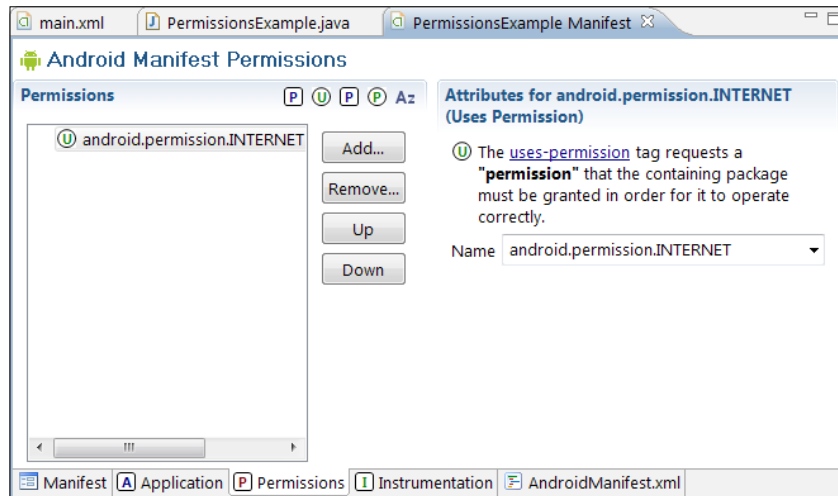 main.xml PermissionsExample.java PermissionsExample Manifest
Android Manifest Permissions
Permissions P U P P Az
U android.permission.INTERNET
Add...
Remove...
Up
Down
Attributes for android.permission.INTERNET
(Uses Permission)
U The uses-permission tag requests a
"permission" that the containing package
must be granted in order for it to operate
correctly.
Name android.permission.INTERNET
Manifest A Application P Permissions I Instrumentation AndroidManifest.xml